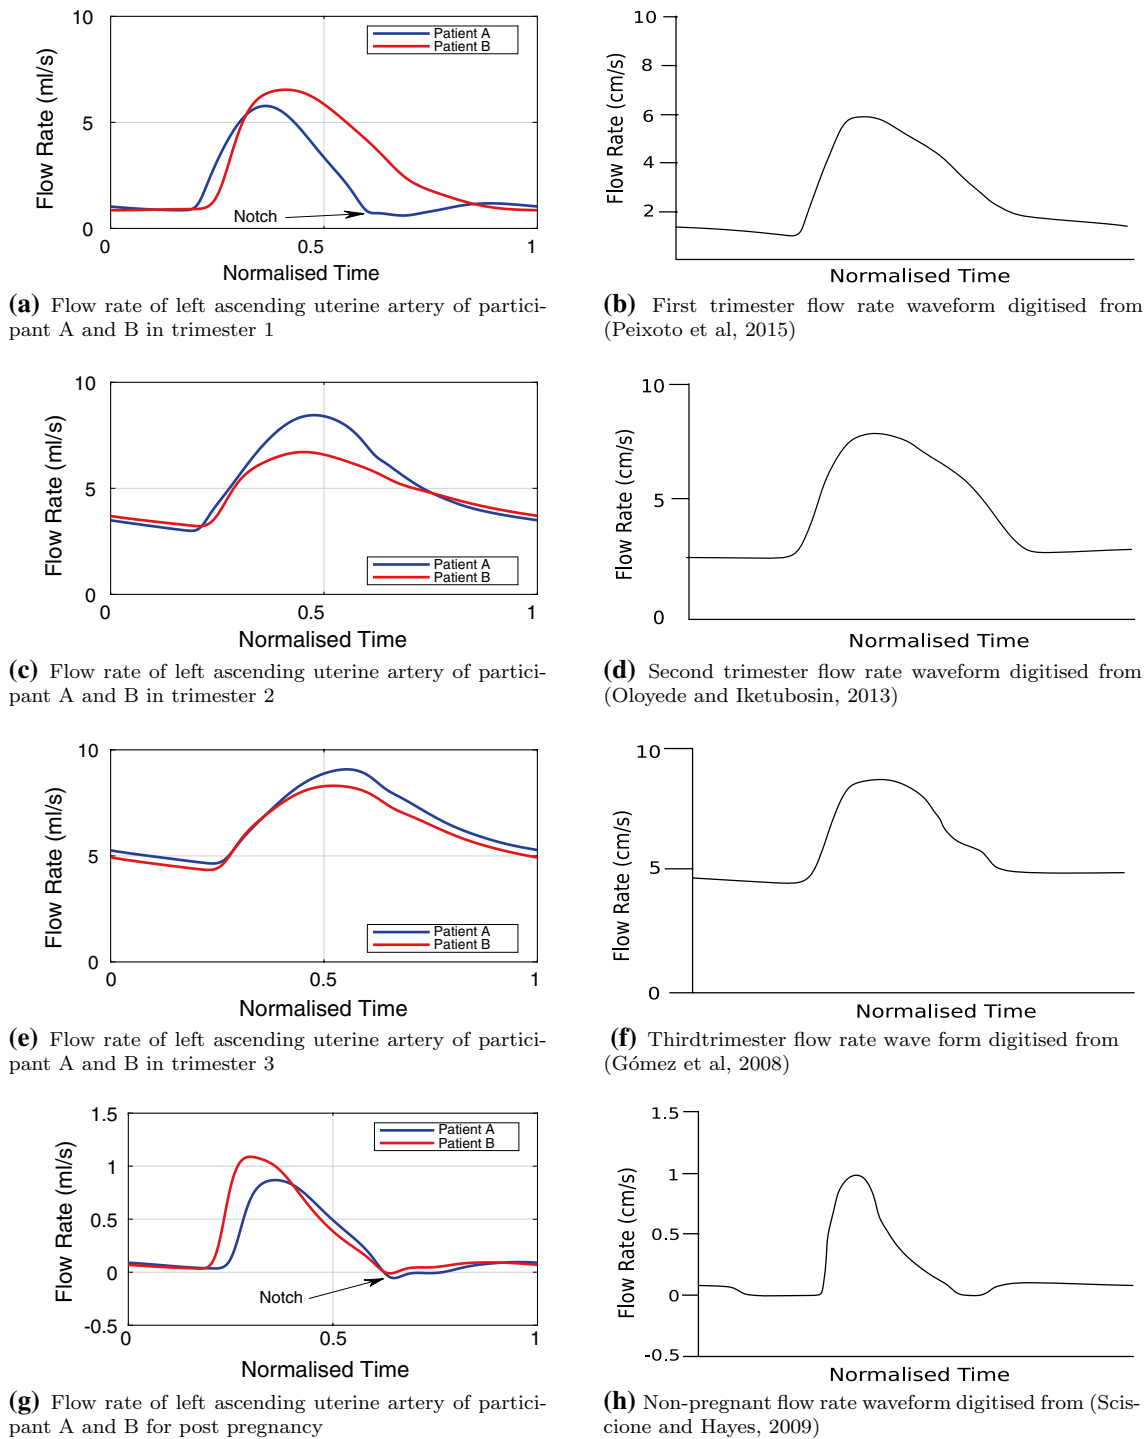 10
5
0
Flow Rate (ml/s)
Patient A
Patient B
Notch
0
0.5
1
Normalised Time
(a) Flow rate of left ascending uterine artery of partici-
pant A and B in trimester 1
10
8
6
4
2
Flow Rate (cm/s)
Normalised Time
(b) First trimester flow rate waveform digitised from
(Peixoto et al, 2015)
10
5
0
Flow Rate (ml/s)
Patient A
Patient B
0
0.5
1
Normalised Time
(c) Flow rate of left ascending uterine artery of partici-
pant A and B in trimester 2
10
5
0
Flow Rate (cm/s)
Normalised Time
(d) Second trimester flow rate waveform digitised from
(Oloyede and Iketubosin, 2013)
10
5
0
Flow Rate (ml/s)
Patient A
Patient B
0
0.5
1
Normalised Time
(e) Flow rate of left ascending uterine artery of partici-
pant A and B in trimester 3
10
5
0
Flow Rate (cm/s)
Normalised Time
(f) Thirdtrimester flow rate wave form digitised from
(Gómez et al, 2008)
1.5
1
0.5
0
-0.5
Flow Rate (ml/s)
Patient A
Patient B
Notch
0
0.5
1
Normalised Time
(g) Flow rate of left ascending uterine artery of partici-
pant A and B for post pregnancy
1.5
1
0.5
0
-0.5
Flow Rate (cm/s)
Normalised Time
(h) Non-pregnant flow rate waveform digitised from (Scis-
cione and Hayes, 2009)